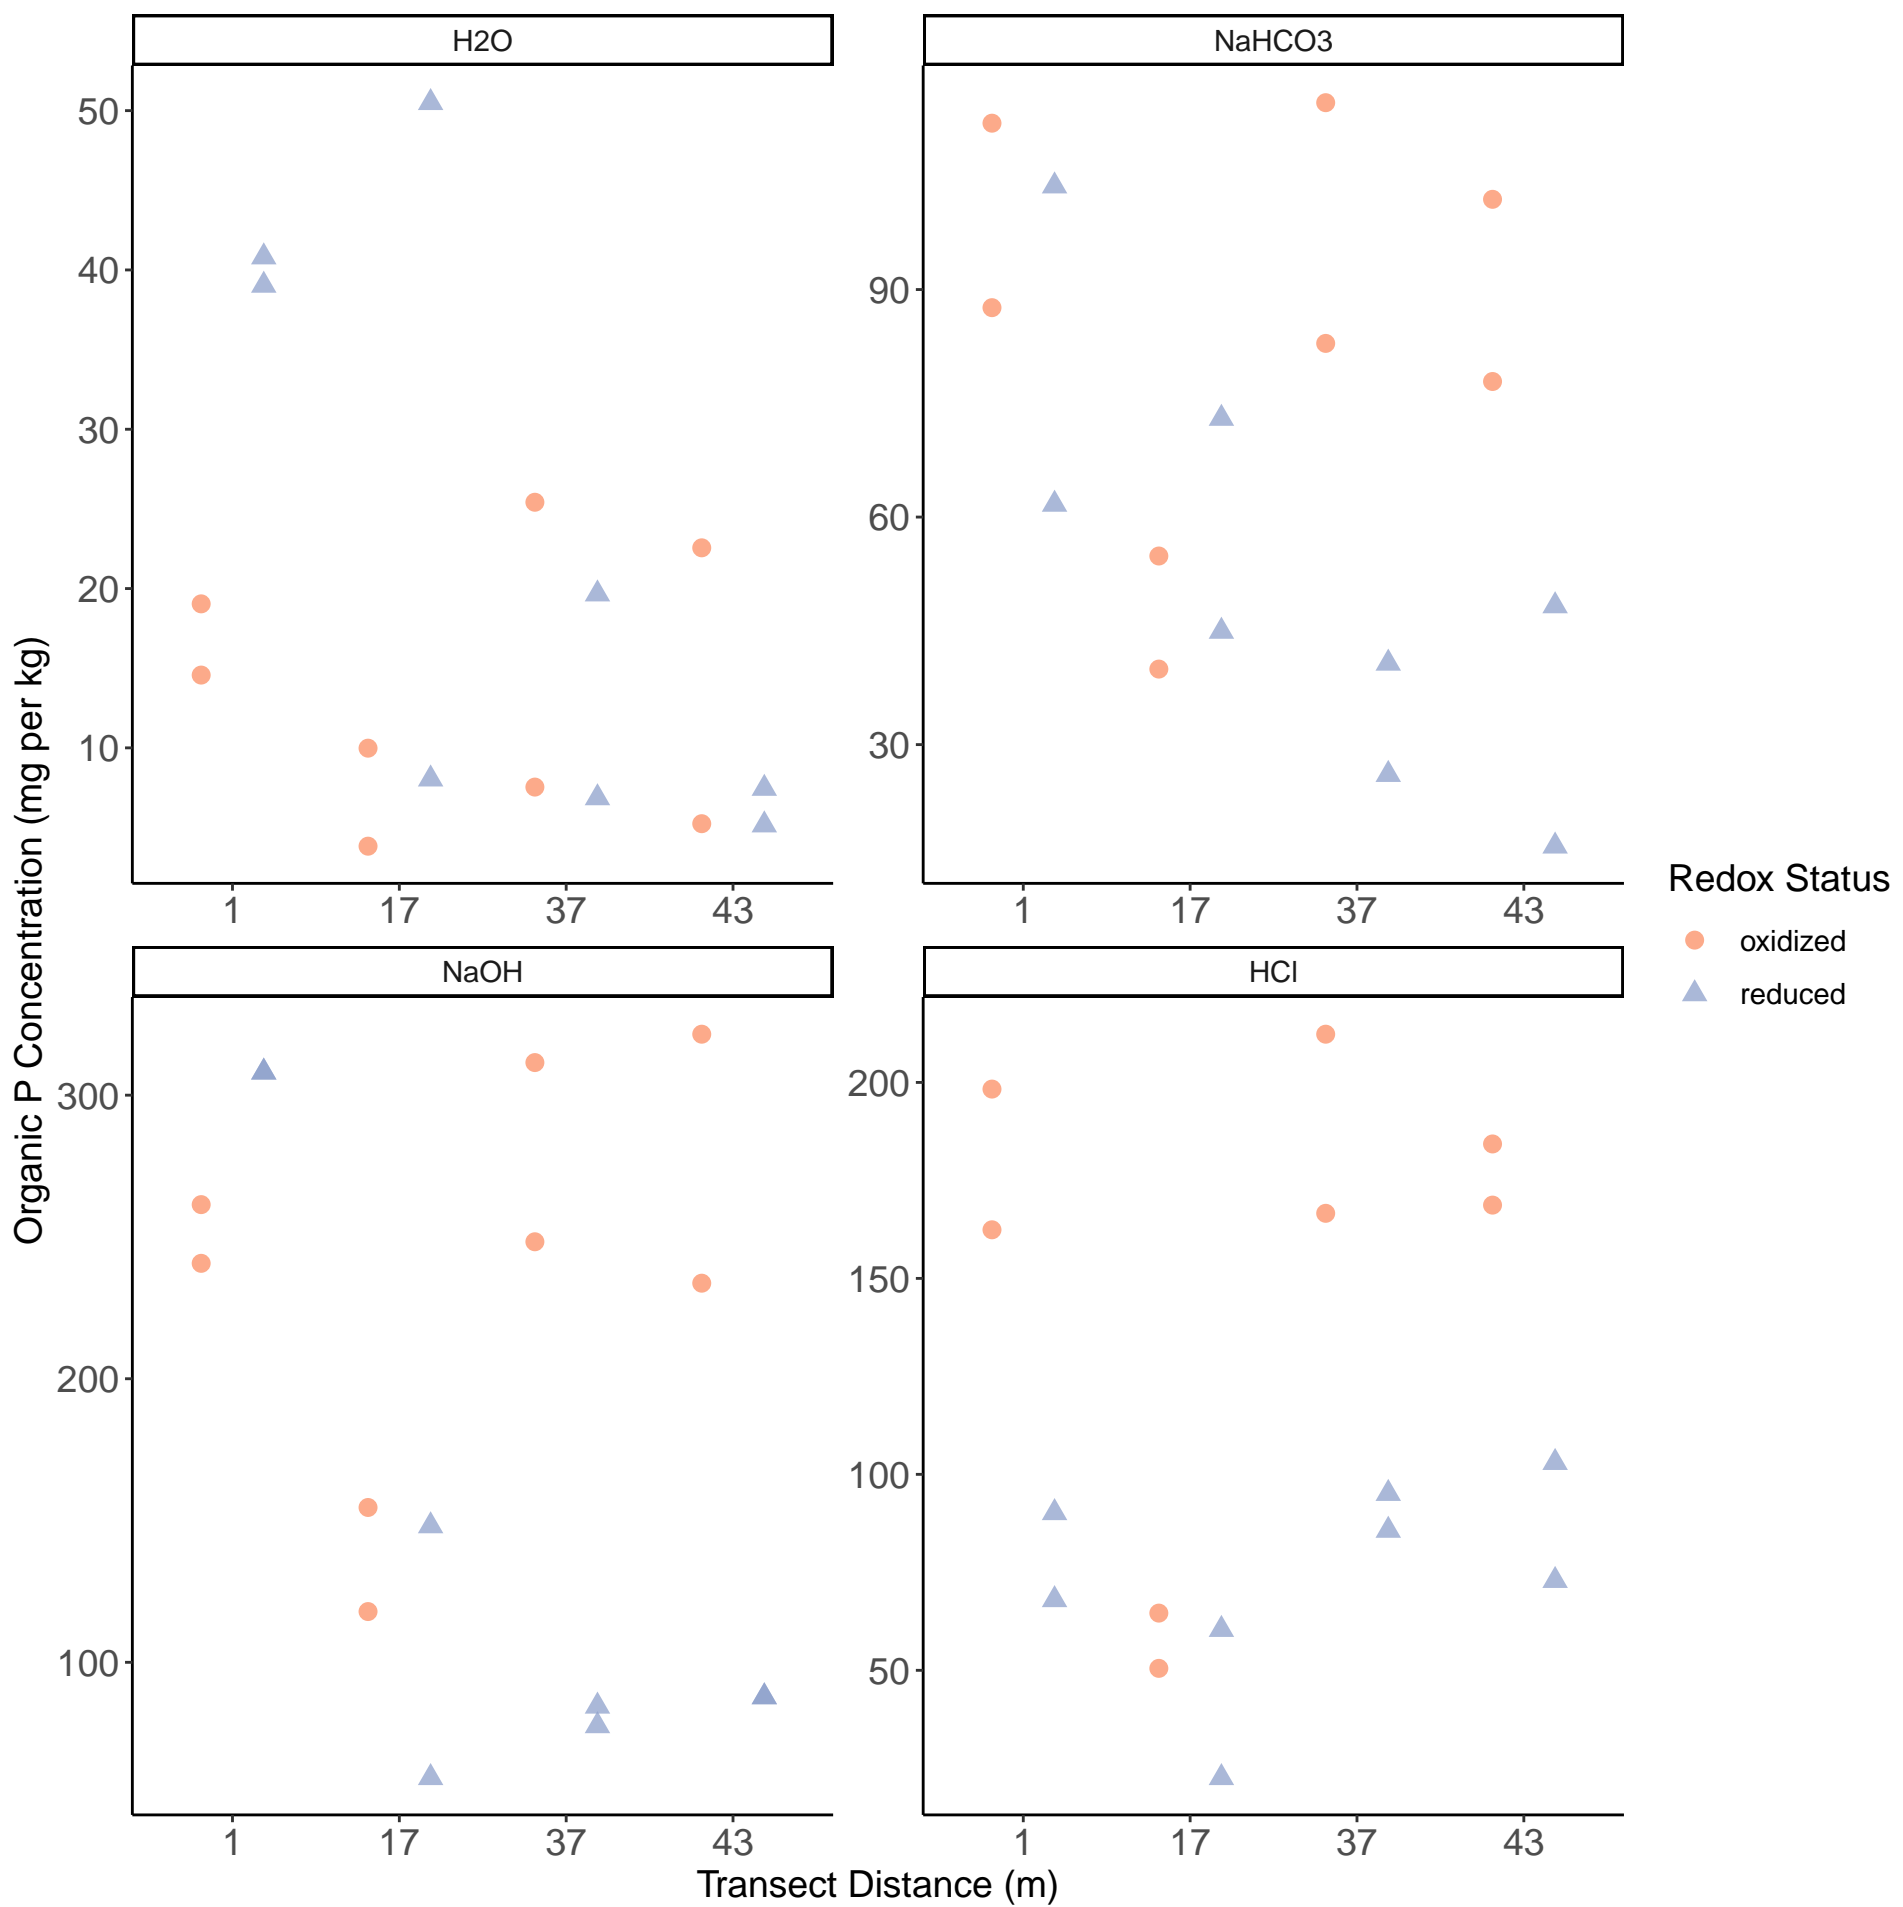 H2O
NaHCO3
50
40
30
20
10
90
60
30
1 17 37 43
1 17 37 43
NaOH
HCl
300
200
100
200
150
100
50
1 17 37 43
1 17 37 43
Transect Distance (m)
Organic P Concentration (mg per kg)
Redox Status
oxidized
reduced